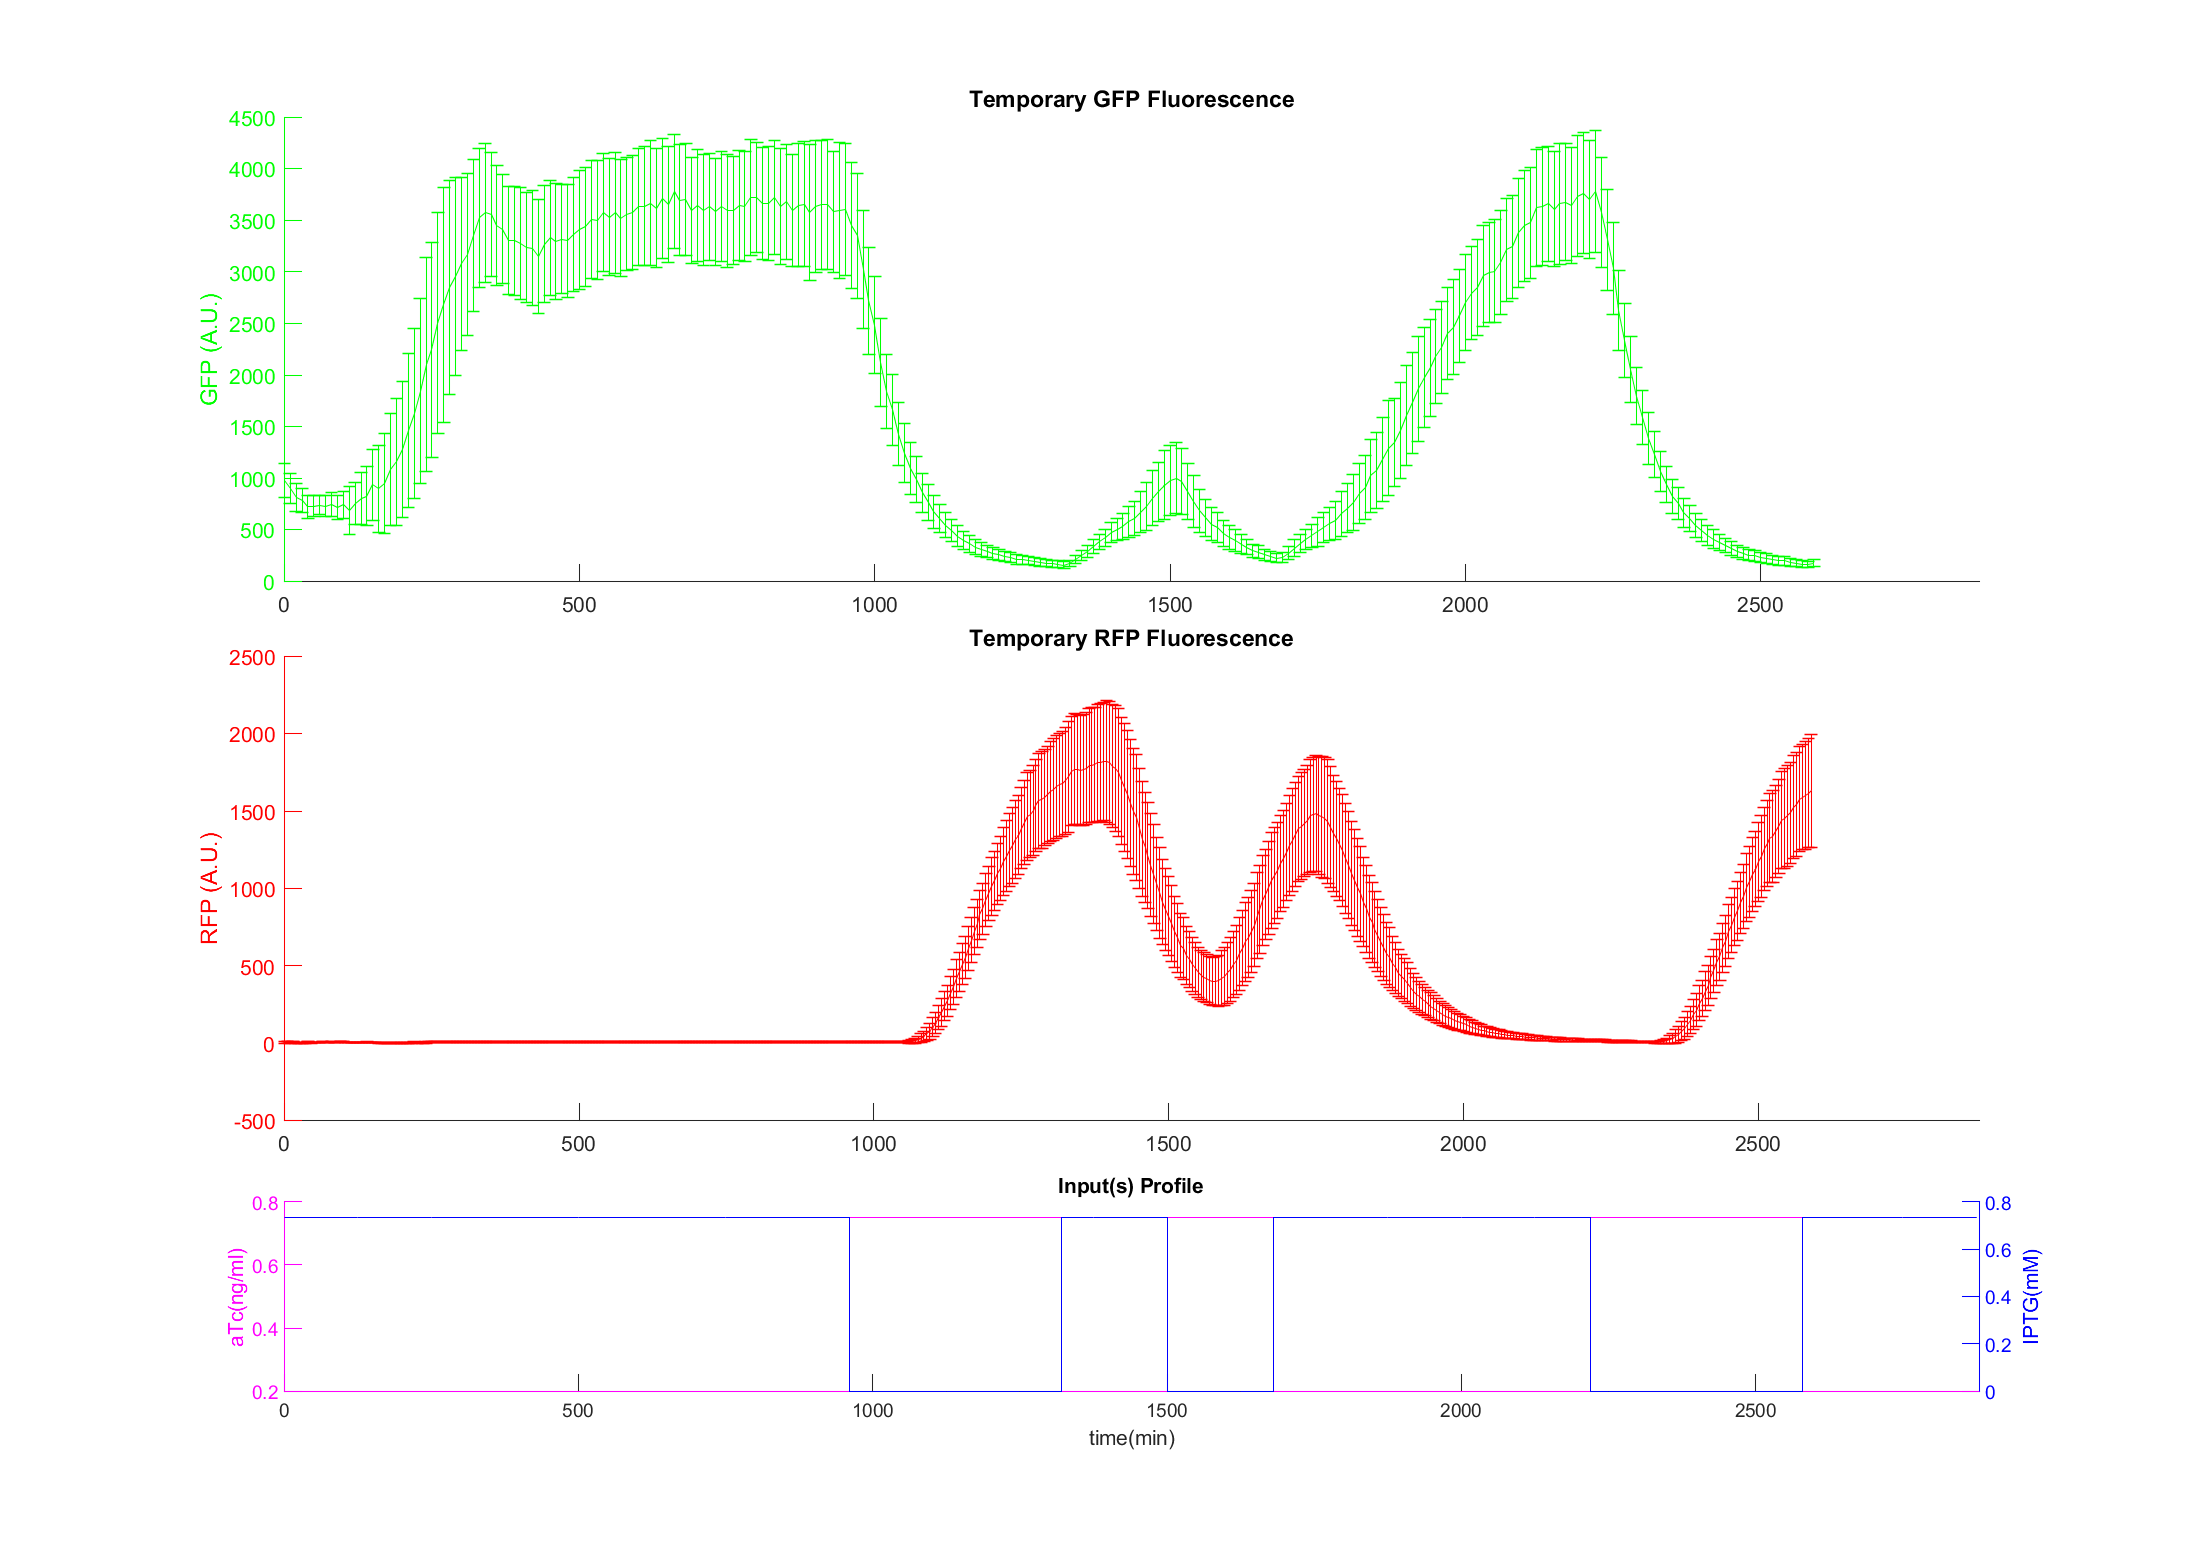 Temporary GFP Fluorescence
4500
4000
3500
3000
2500
2000
1500
1000
500
0
GFP (A.U.)
0 500 1000 1500 2000 2500
Temporary RFP Fluorescence
2500
2000
1500
1000
500
0
-500
RFP (A.U.)
0 500 1000 1500 2000 2500
Input(s) Profile
0.8
0.6
0.4
0.2
aTc(ng/ml)
0.8
0.6
0.4
0.2
0
IPTG(mM)
0 500 1000 1500 2000 2500
time(min)